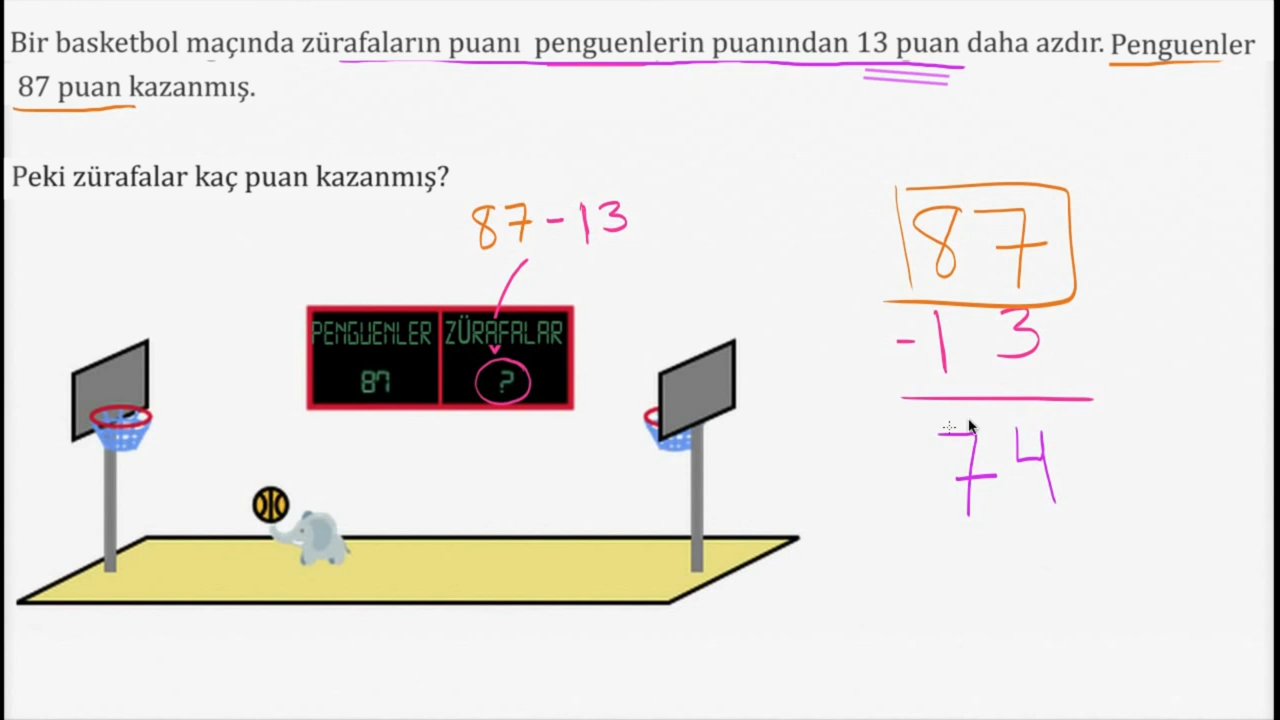 Bir basketbol maçında zürafaların puanı penguenlerin puanından 13 puan daha azdır. Penguenler
87 puan kazanmış.
Peki zürafalar kaç puan kazanmış?
87-13
87
-13
74
PENGUENLER ZÜRAFALAR
87 ?